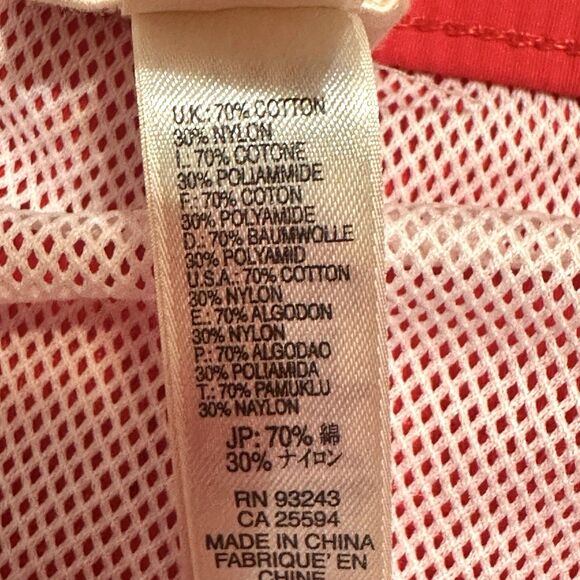 U.K.: 70% COTTON
30% NYLON
I.: 70% COTONE
30% POLIAMMIDE
F.: 70% COTON
30% POLYAMIDE
D.: 70% BAUMWOLLE
30% POLYAMID
U.S.A.: 70% COTTON
30% NYLON
E.: 70% ALGODON
30% NYLON
P.: 70% ALGODAO
30% POLIAMIDA
T.: 70% PAMUKLU
30% NAYLON
JP: 70% 綿
30% ナイロン
RN 93243
CA 25594
MADE IN CHINA
FABRIQUE' EN
CHINE